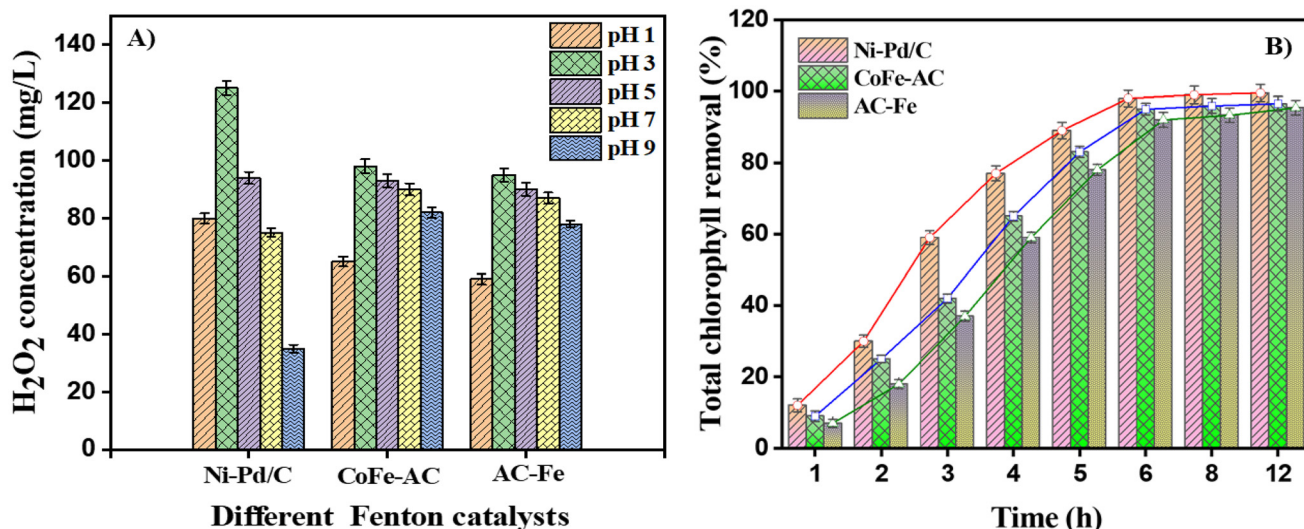 A)
pH 1
pH 3
pH 5
pH 7
pH 9
H₂O₂ concentration (mg/L)
140
120
100
80
60
40
20
0
Ni-Pd/C CoFe-AC AC-Fe
Different Fenton catalysts
B)
Ni-Pd/C
CoFe-AC
AC-Fe
Total chlorophyll removal (%)
120
100
80
60
40
20
0
1 2 3 4 5 6 8 12
Time (h)